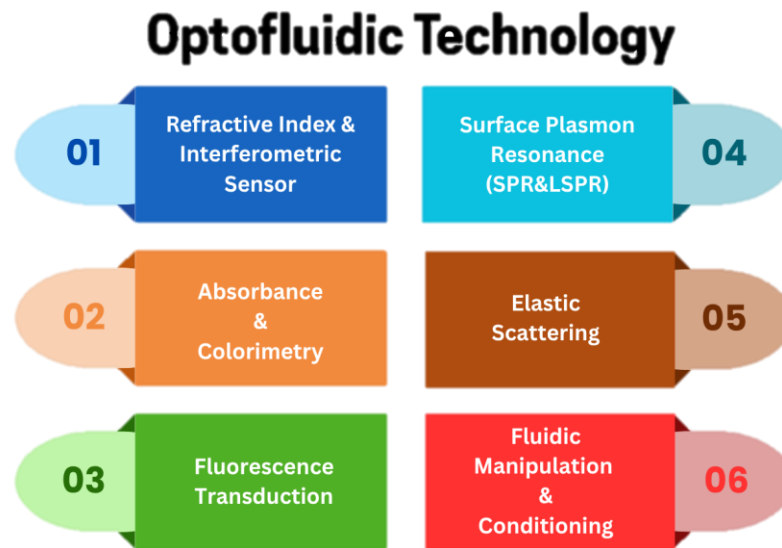 Optofluidic Technology
01
Refractive Index &
Interferometric
Sensor
02
Absorbance
&
Colorimetry
03
Fluorescence
Transduction
Surface Plasmon
Resonance
(SPR&LSPR)
04
Elastic
Scattering
05
Fluidic
Manipulation
&
Conditioning
06